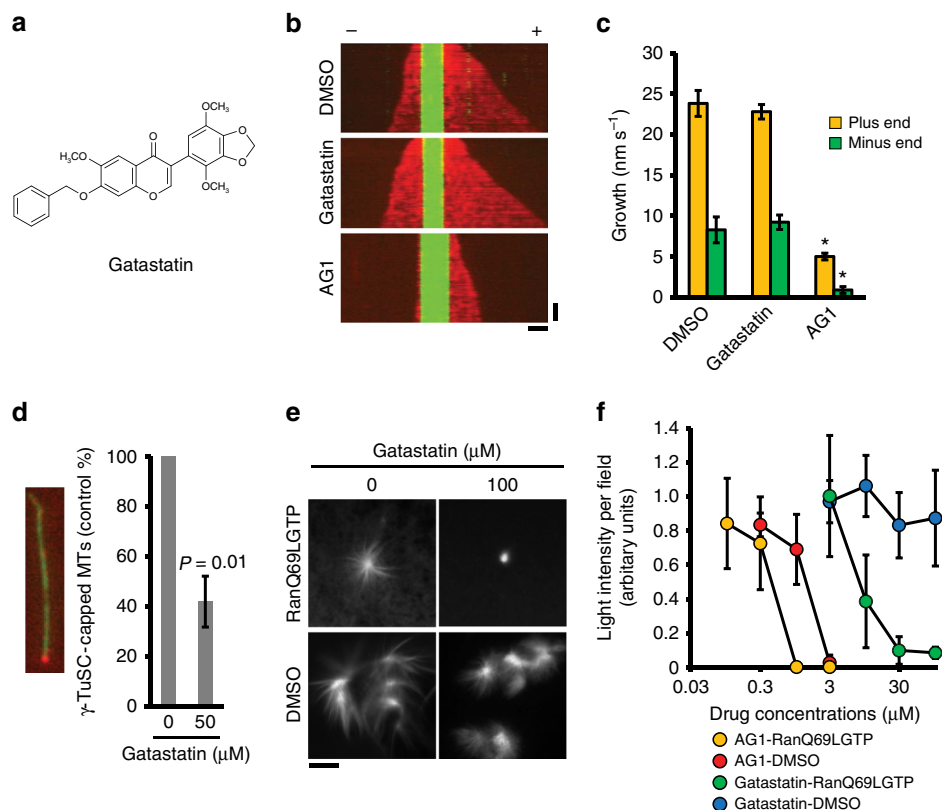 a
OCH₃
O
H₃CO
O
O
O
O
OCH₃
Gatastatin
b
– +
DMSO
Gatastatin
AG1
c
30
25
20
15
10
5
0
Growth (nm s⁻¹)
Plus end
Minus end
*
*
DMSO
Gatastatin
AG1
d
γ-TuSC-capped MTs (control %)
100
80
60
40
20
0
P = 0.01
0 50
Gatastatin
(μM)
e
Gatastatin (μM)
0 100
RanQ69LGTP
DMSO
f
Light intensity per field
(arbitary units)
1.4
1.2
1.0
0.8
0.6
0.4
0.2
0
0.03 0.3 3 30
Drug concentrations (μM)
AG1-RanQ69LGTP
AG1-DMSO
Gatastatin-RanQ69LGTP
Gatastatin-DMSO